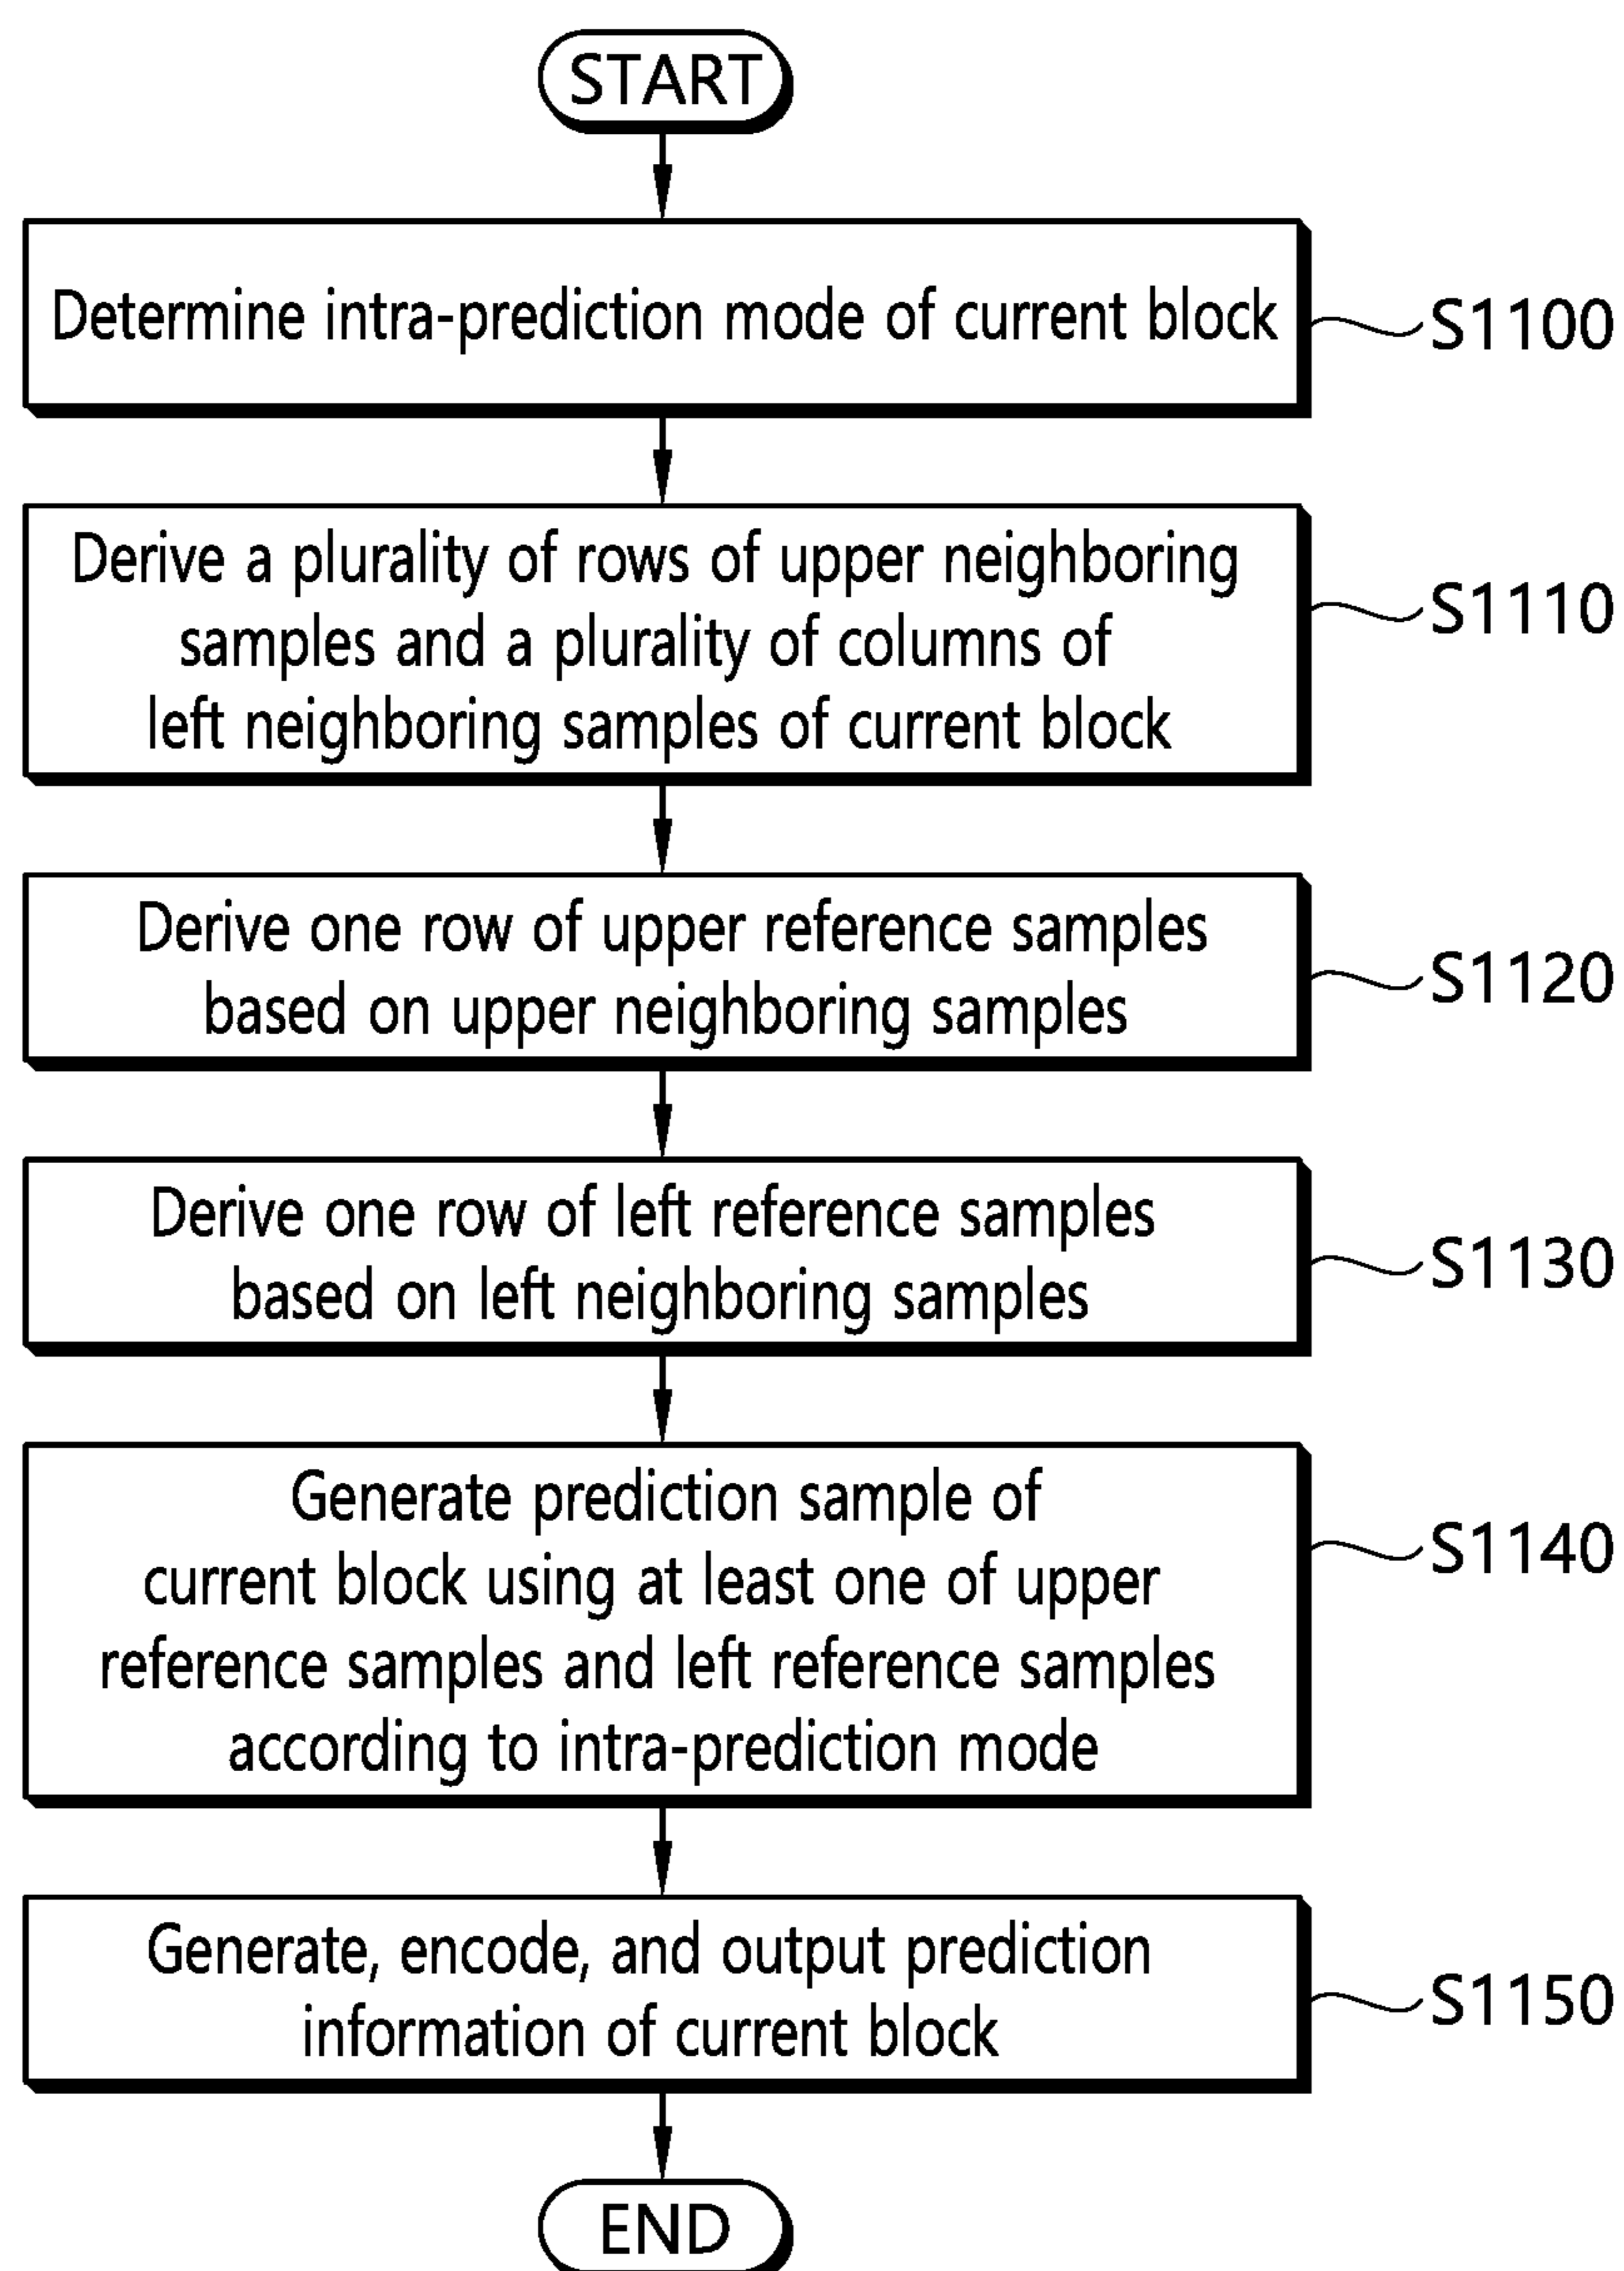 START
Determine intra-prediction mode of current block
S1100
Derive a plurality of rows of upper neighboring
samples and a plurality of columns of
left neighboring samples of current block
S1110
Derive one row of upper reference samples
based on upper neighboring samples
S1120
Derive one row of left reference samples
based on left neighboring samples
S1130
Generate prediction sample of
current block using at least one of upper
reference samples and left reference samples
according to intra-prediction mode
S1140
Generate, encode, and output prediction
information of current block
S1150
END